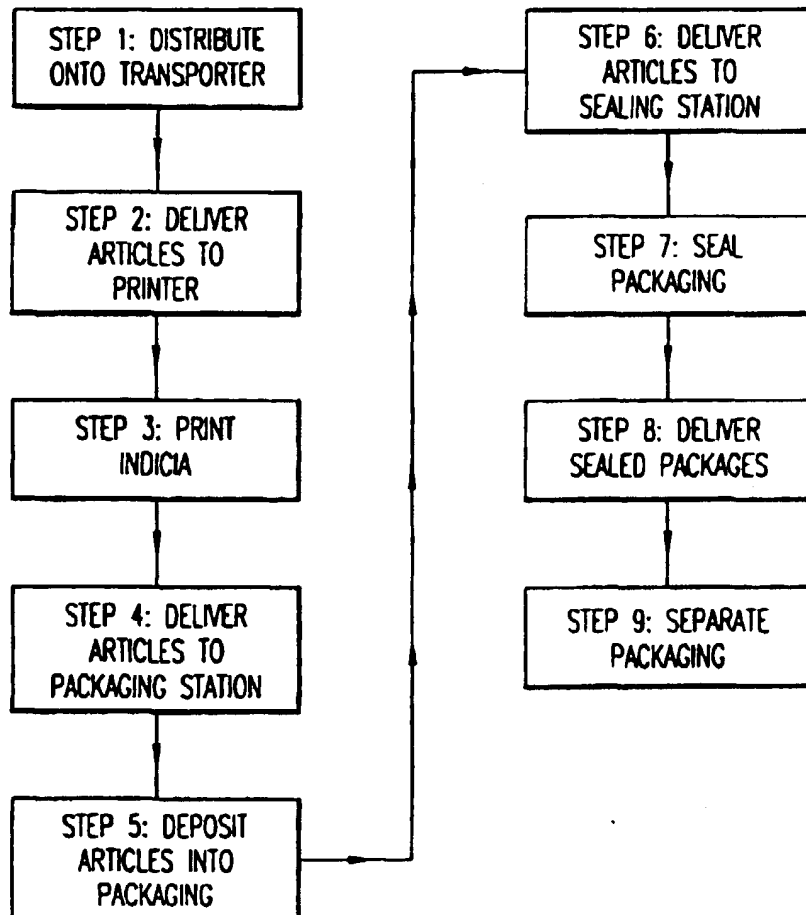 STEP 1: DISTRIBUTE
ONTO TRANSPORTER
STEP 2: DELIVER
ARTICLES TO
PRINTER
STEP 3: PRINT
INDICIA
STEP 4: DELIVER
ARTICLES TO
PACKAGING STATION
STEP 5: DEPOSIT
ARTICLES INTO
PACKAGING
STEP 6: DELIVER
ARTICLES TO
SEALING STATION
STEP 7: SEAL
PACKAGING
STEP 8: DELIVER
SEALED PACKAGES
STEP 9: SEPARATE
PACKAGING